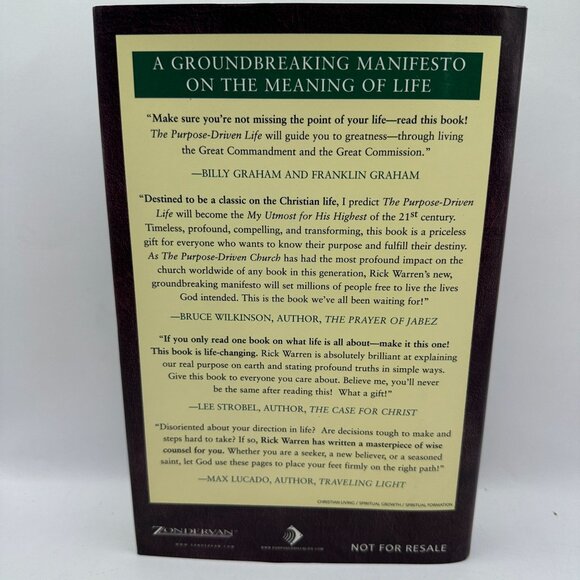 A GROUNDBREAKING MANIFESTO
ON THE MEANING OF LIFE
“Make sure you’re not missing the point of your life—read this book!
The Purpose-Driven Life will guide you to greatness—through living
the Great Commandment and the Great Commission.”
—BILLY GRAHAM AND FRANKLIN GRAHAM
“Destined to be a classic on the Christian life, I predict The Purpose-Driven
Life will become the My Utmost for His Highest of the 21st century.
Timeless, profound, compelling, and transforming, this book is a priceless
gift for everyone who wants to know their purpose and fulfill their destiny.
As The Purpose-Driven Church has had the most profound impact on the
church worldwide of any book in this generation, Rick Warren’s new,
groundbreaking manifesto will set millions of people free to live the lives
God intended. This is the book we’ve all been waiting for!”
—BRUCE WILKINSON, AUTHOR, THE PRAYER OF JABEZ
“If you only read one book on what life is all about—make it this one!
This book is life-changing. Rick Warren is absolutely brilliant at explaining
our real purpose on earth and stating profound truths in simple ways.
Give this book to everyone you care about. Believe me, you’ll never
be the same after reading this! What a gift!”
—LEE STROBEL, AUTHOR, THE CASE FOR CHRIST
“Disoriented about your direction in life? Are decisions tough to make and
steps hard to take? If so, Rick Warren has written a masterpiece of wise
counsel for you. Whether you are a seeker, a new believer, or a seasoned
saint, let God use these pages to place your feet firmly on the right path!”
—MAX LUCADO, AUTHOR, TRAVELING LIGHT
CHRISTIAN LIVING / SPIRITUAL GROWTH / SPIRITUAL FORMATION
ZONDERVAN™
WWW.ZONDERVAN.COM
NOT FOR RESALE